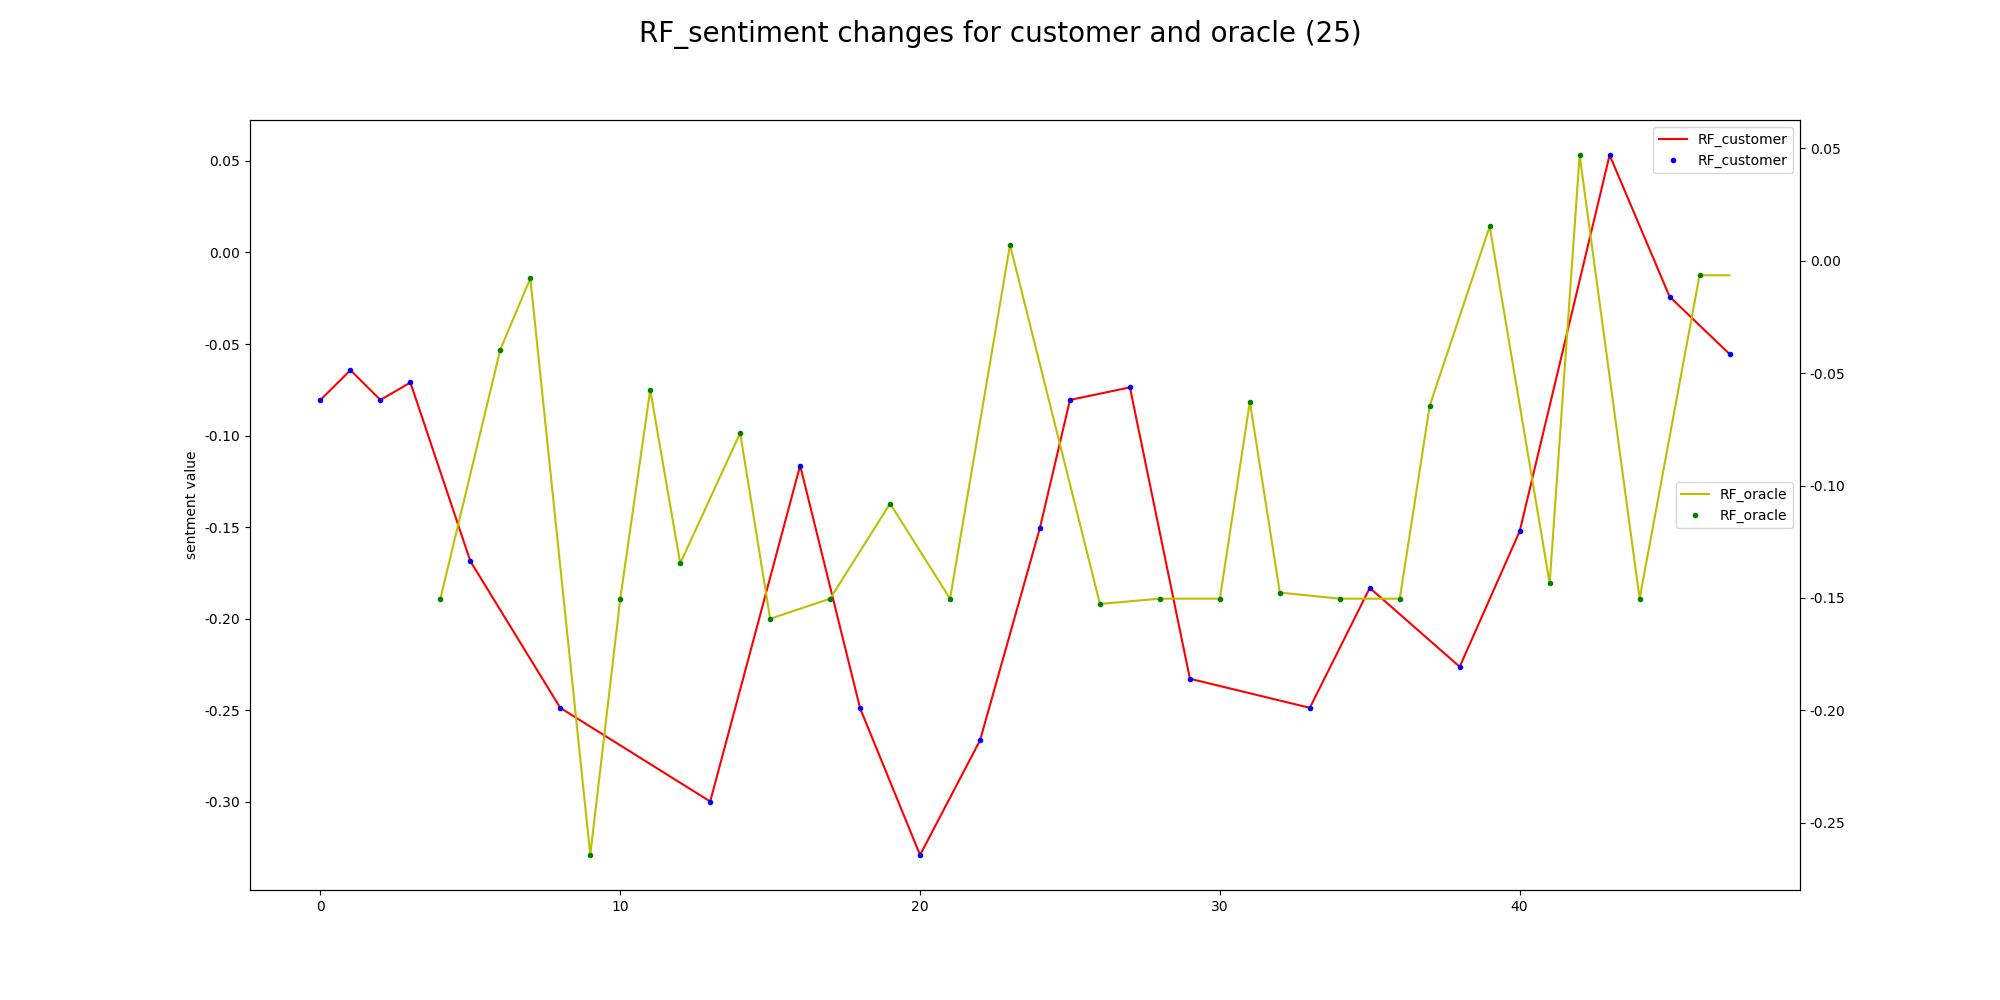 RF_sentiment changes for customer and oracle (25)
sentment value
0.05
0.00
-0.05
-0.10
-0.15
-0.20
-0.25
-0.30
0 10 20 30 40
RF_customer
RF_customer
RF_oracle
RF_oracle
0.05
0.00
-0.05
-0.10
-0.15
-0.20
-0.25